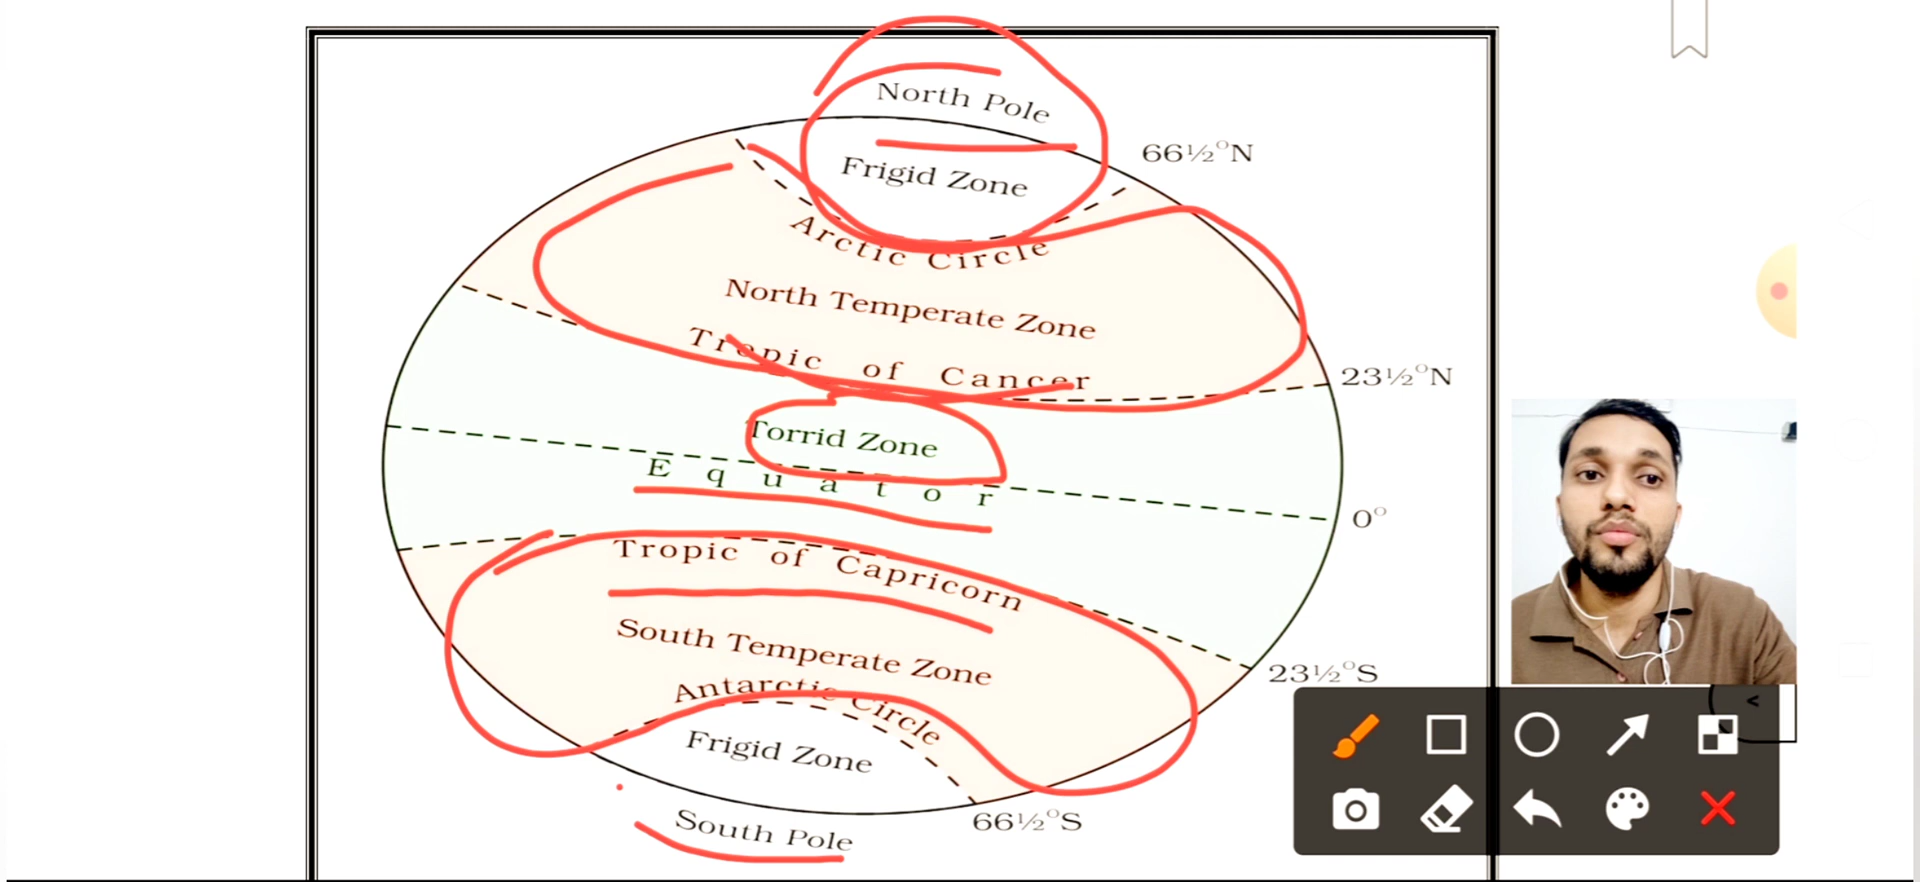 North Pole
66½°N
Frigid Zone
Arctic Circle
North Temperate Zone
Tropic of Cancer
23½°N
Torrid Zone
Equator
0°
Tropic of Capricorn
South Temperate Zone
23½°S
Antarctic Circle
Frigid Zone
66½°S
South Pole